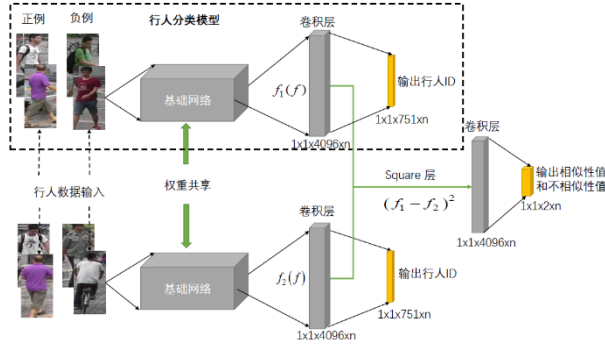 正例 负例
行人分类模型
卷积层
基础网络
f₁(f)
输出行人ID
1x1x751xn
1x1x4096xn
行人数据输入
权重共享
Square 层
(f₁ − f₂)²
卷积层
输出相似性值
和不相似性值
1x1x2xn
1x1x4096xn
卷积层
基础网络
f₂(f)
输出行人ID
1x1x751xn
1x1x4096xn